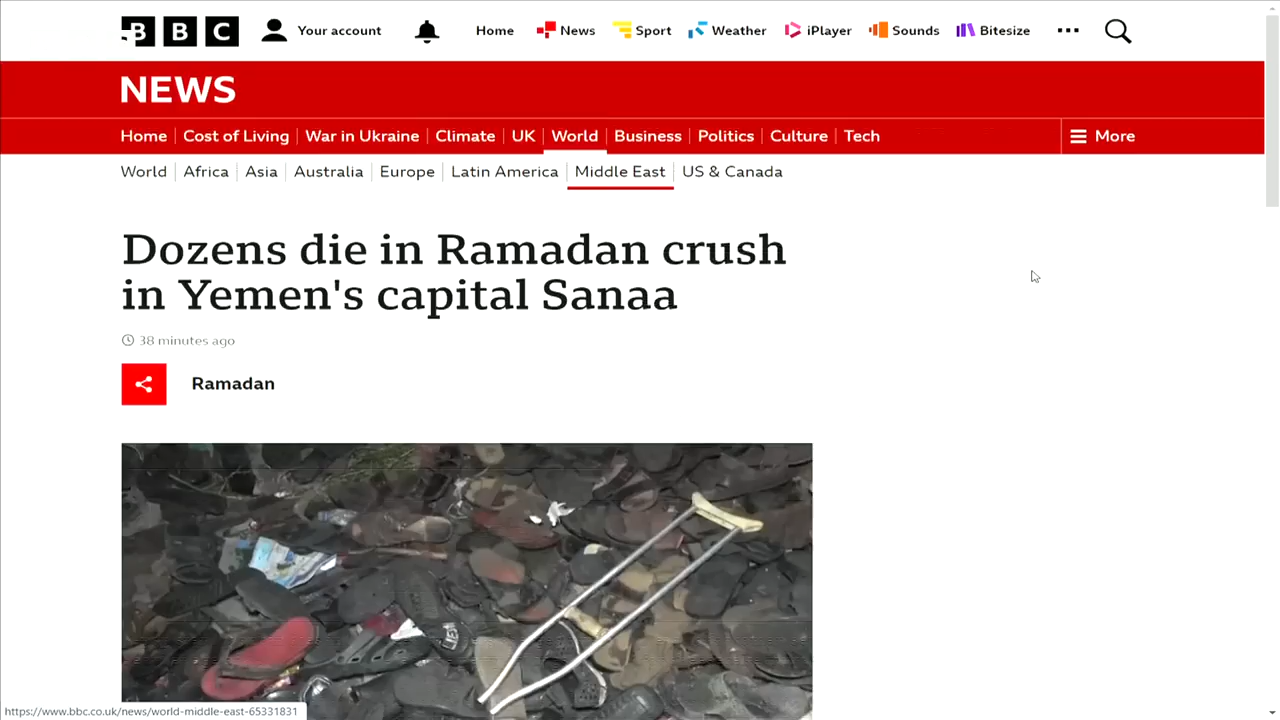 BBC Your account Home News Sport Weather iPlayer Sounds Bitesize
NEWS
Home Cost of Living War in Ukraine Climate UK World Business Politics Culture Tech More
World Africa Asia Australia Europe Latin America Middle East US & Canada
Dozens die in Ramadan crush
in Yemen's capital Sanaa
38 minutes ago
Ramadan
https://www.bbc.co.uk/news/world-middle-east-65331831